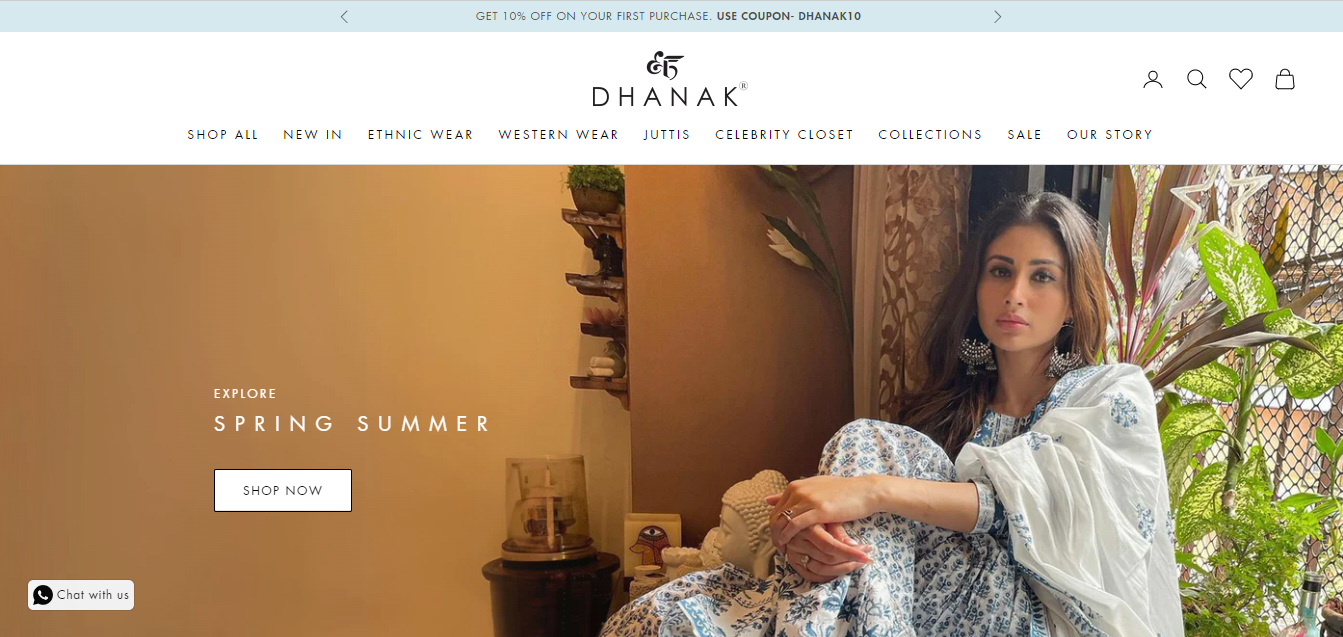 GET 10% OFF ON YOUR FIRST PURCHASE. USE COUPON- DHANAK10
DHANAK®
SHOP ALL NEW IN ETHNIC WEAR WESTERN WEAR JUTTIS CELEBRITY CLOSET COLLECTIONS SALE OUR STORY
EXPLORE
SPRING SUMMER
SHOP NOW
Chat with us